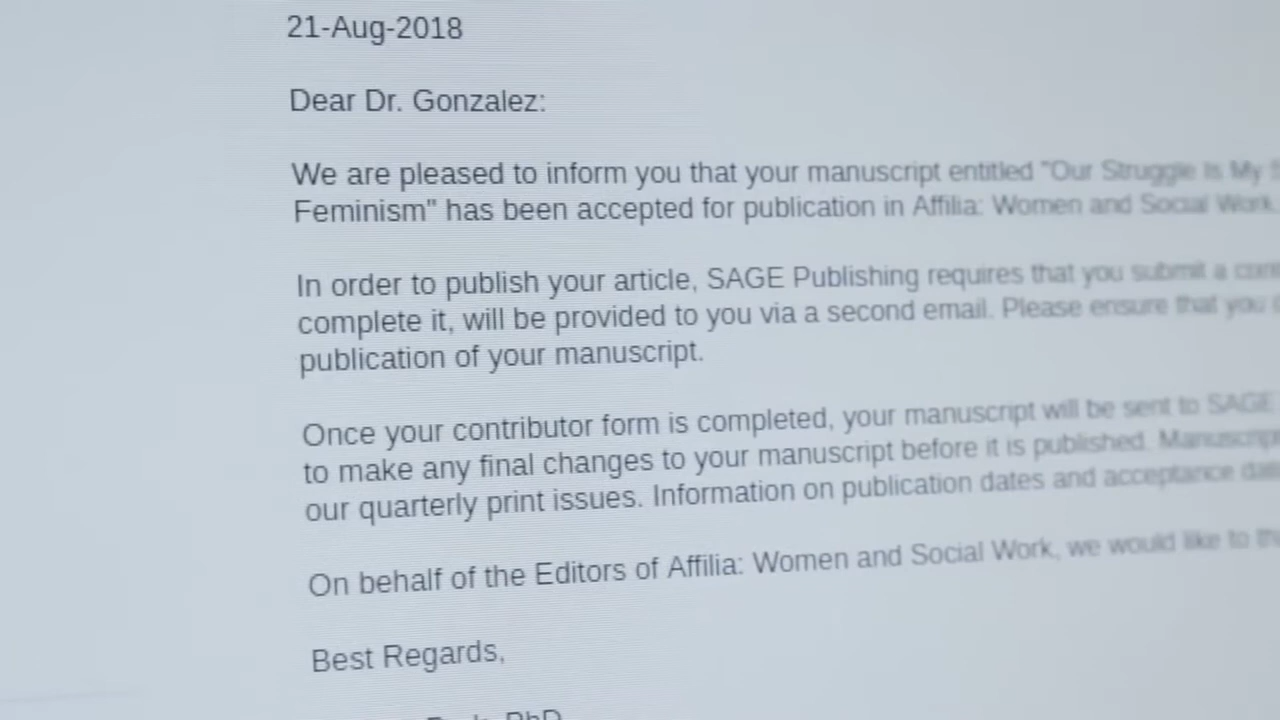 21-Aug-2018
Dear Dr. Gonzalez:
We are pleased to inform you that your manuscript entitled "Our Struggle Is My
Feminism" has been accepted for publication in Affilia: Women and Social Work.
In order to publish your article, SAGE Publishing requires that you submit a
complete it, will be provided to you via a second email. Please ensure that you
publication of your manuscript.
Once your contributor form is completed, your manuscript will be sent to SAGE
to make any final changes to your manuscript before it is published.
our quarterly print issues. Information on publication dates and acceptance
On behalf of the Editors of Affilia: Women and Social Work, we would like to
Best Regards,
PhD